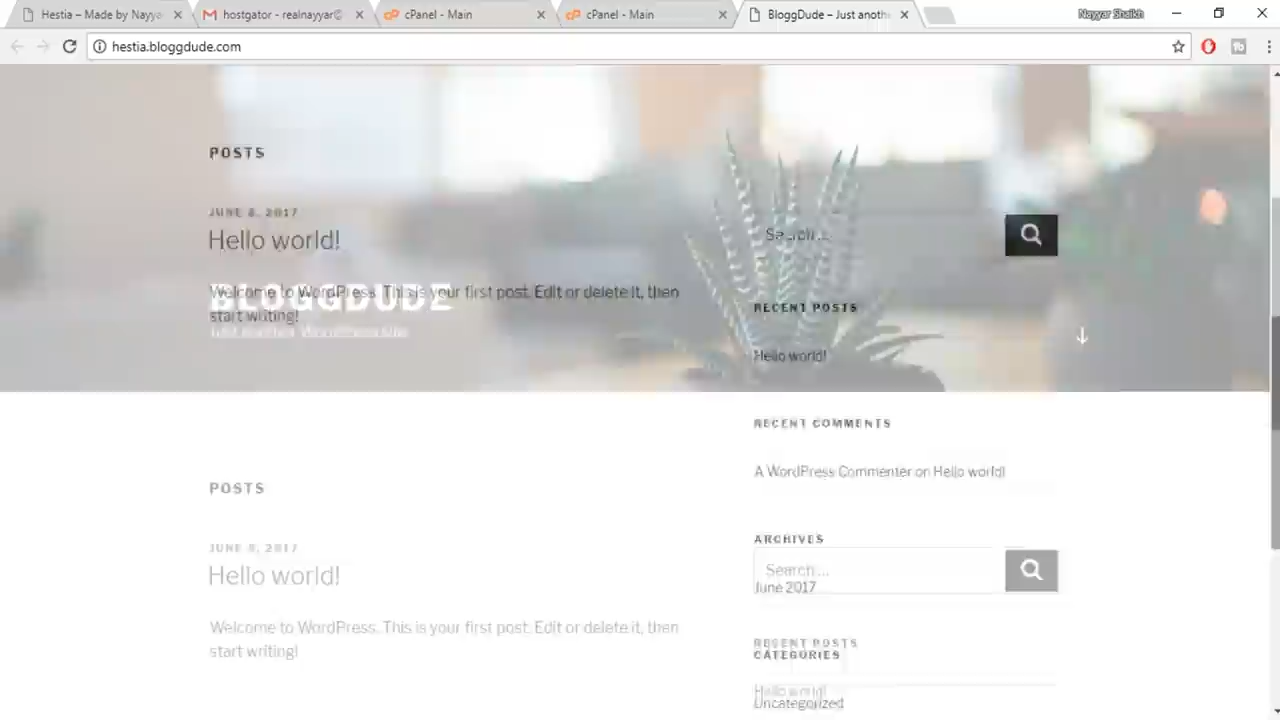 Hestia – Made by Nayya
hostgator - realnayyar@
cPanel - Main
cPanel - Main
BloggDude – Just anoth
Nayyar Shaikh
hestia.bloggdude.com
POSTS
JUNE 8, 2017
Hello world!
Search ...
BLOGGDUDE
Welcome to WordPress. This is your first post. Edit or delete it, then
start writing!
Just another WordPress site
RECENT POSTS
Hello world!
RECENT COMMENTS
A WordPress Commenter on Hello world!
POSTS
ARCHIVES
JUNE 8, 2017
Hello world!
Search ...
June 2017
Welcome to WordPress. This is your first post. Edit or delete it, then
start writing!
RECENT POSTS
CATEGORIES
Hello world!
Uncategorized